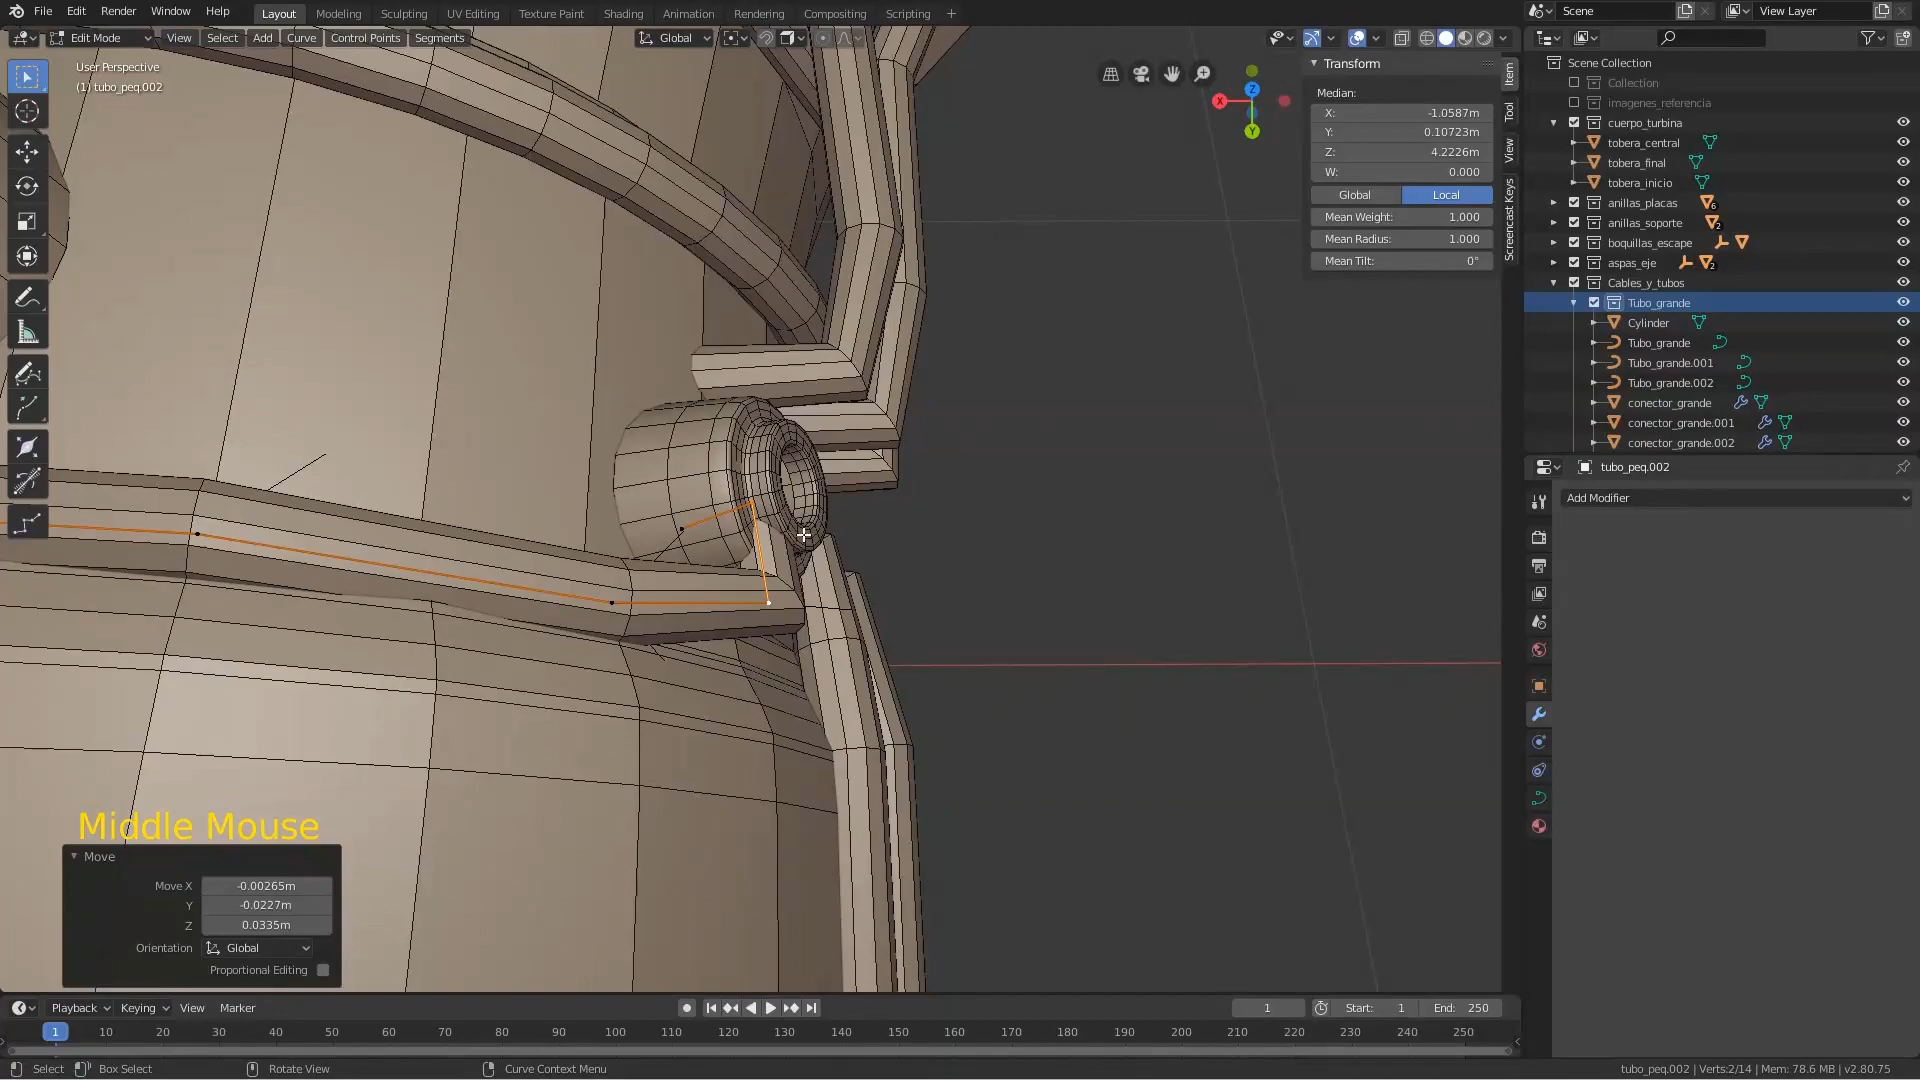 File Edit Render Window Help Layout Modeling Sculpting UV Editing Texture Paint Shading Animation Rendering Compositing Scripting + Scene View Layer
Edit Mode View Select Add Curve Control Points Segments Global
User Perspective
(1) tubo_peq.002
Transform
Median:
X: -1.0587m
Y: 0.10723m
Z: 4.2226m
W: 0.000
Global Local
Mean Weight: 1.000
Mean Radius: 1.000
Mean Tilt: 0°
Item
Tool
View
Screencast Keys
Z
X
Y
Scene Collection
Collection
imagenes_referencia
cuerpo_turbina
tobera_central
tobera_final
tobera_inicio
anillas_placas 6
anillas_soporte 2
boquillas_escape
aspas_eje 2
Cables_y_tubos
Tubo_grande
Cylinder
Tubo_grande
Tubo_grande.001
Tubo_grande.002
conector_grande
conector_grande.001
conector_grande.002
tubo_peq.002
Add Modifier
Middle Mouse
Move
Move X -0.00265m
Y -0.0227m
Z 0.0335m
Orientation Global
Proportional Editing
Playback Keying View Marker 1 Start: 1 End: 250
1 10 20 30 40 50 60 70 80 90 100 110 120 130 140 150 160 170 180 190 200 210 220 230 240 250
Select Box Select Rotate View Curve Context Menu tubo_peq.002 | Verts:2/14 | Mem: 78.6 MB | v2.80.75